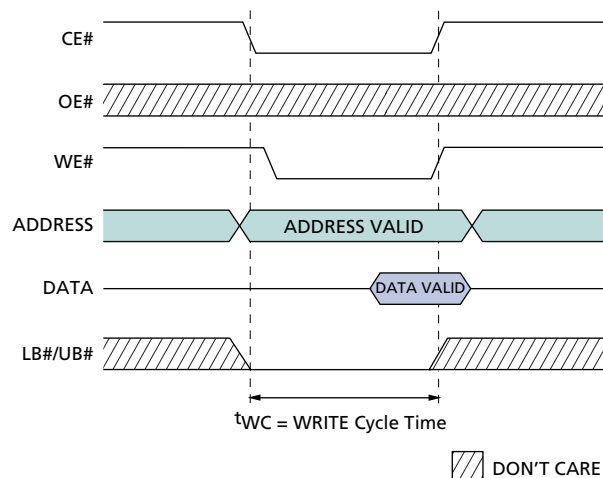 CE#
OE#
WE#
ADDRESS
ADDRESS VALID
DATA
DATA VALID
LB#/UB#
tWC = WRITE Cycle Time
DON'T CARE